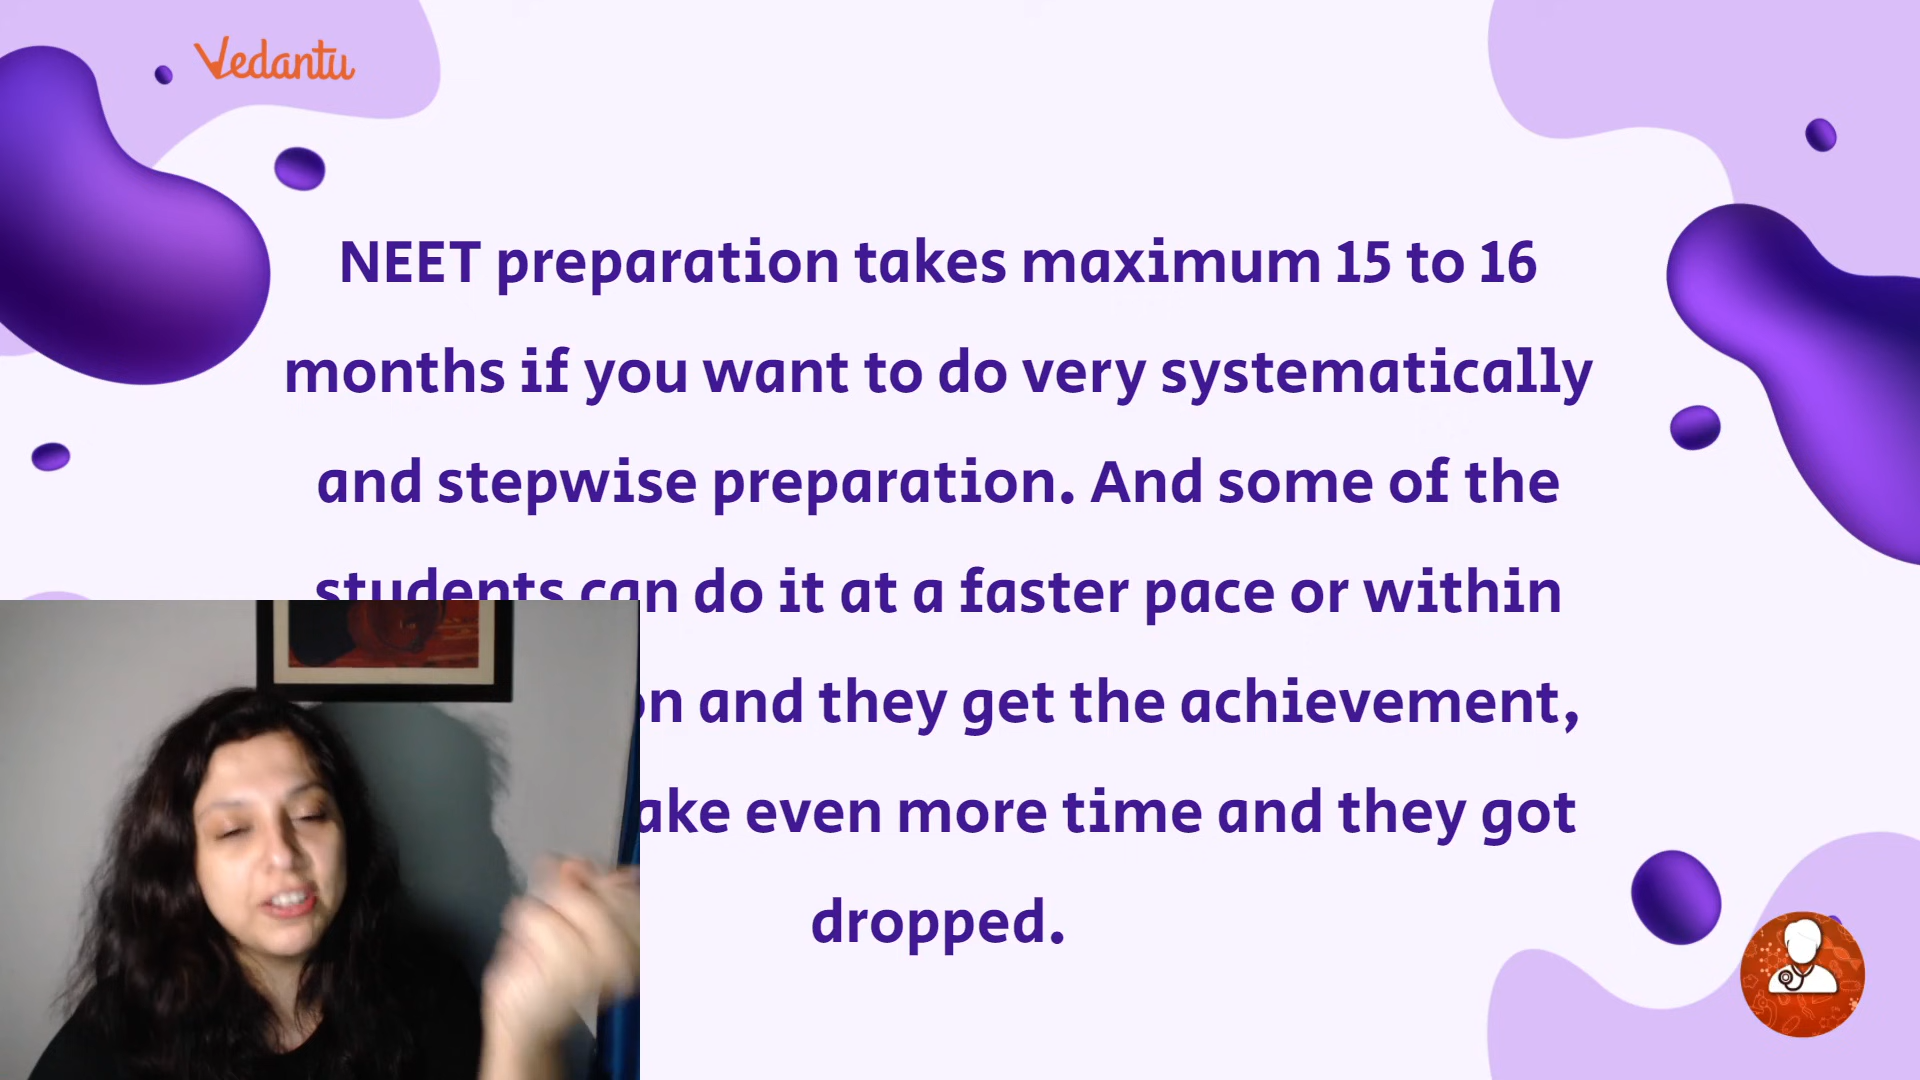 Vedantu
NEET preparation takes maximum 15 to 16
months if you want to do very systematically
and stepwise preparation. And some of the
students can do it at a faster pace or within
and they get the achievement,
even more time and they got
dropped.